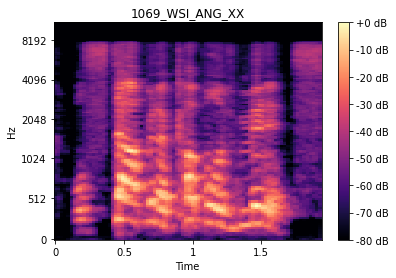 1069_WSI_ANG_XX
8192
4096
2048
1024
512
0
Hz
0
0.5
1
1.5
Time
+0 dB
-10 dB
-20 dB
-30 dB
-40 dB
-50 dB
-60 dB
-70 dB
-80 dB